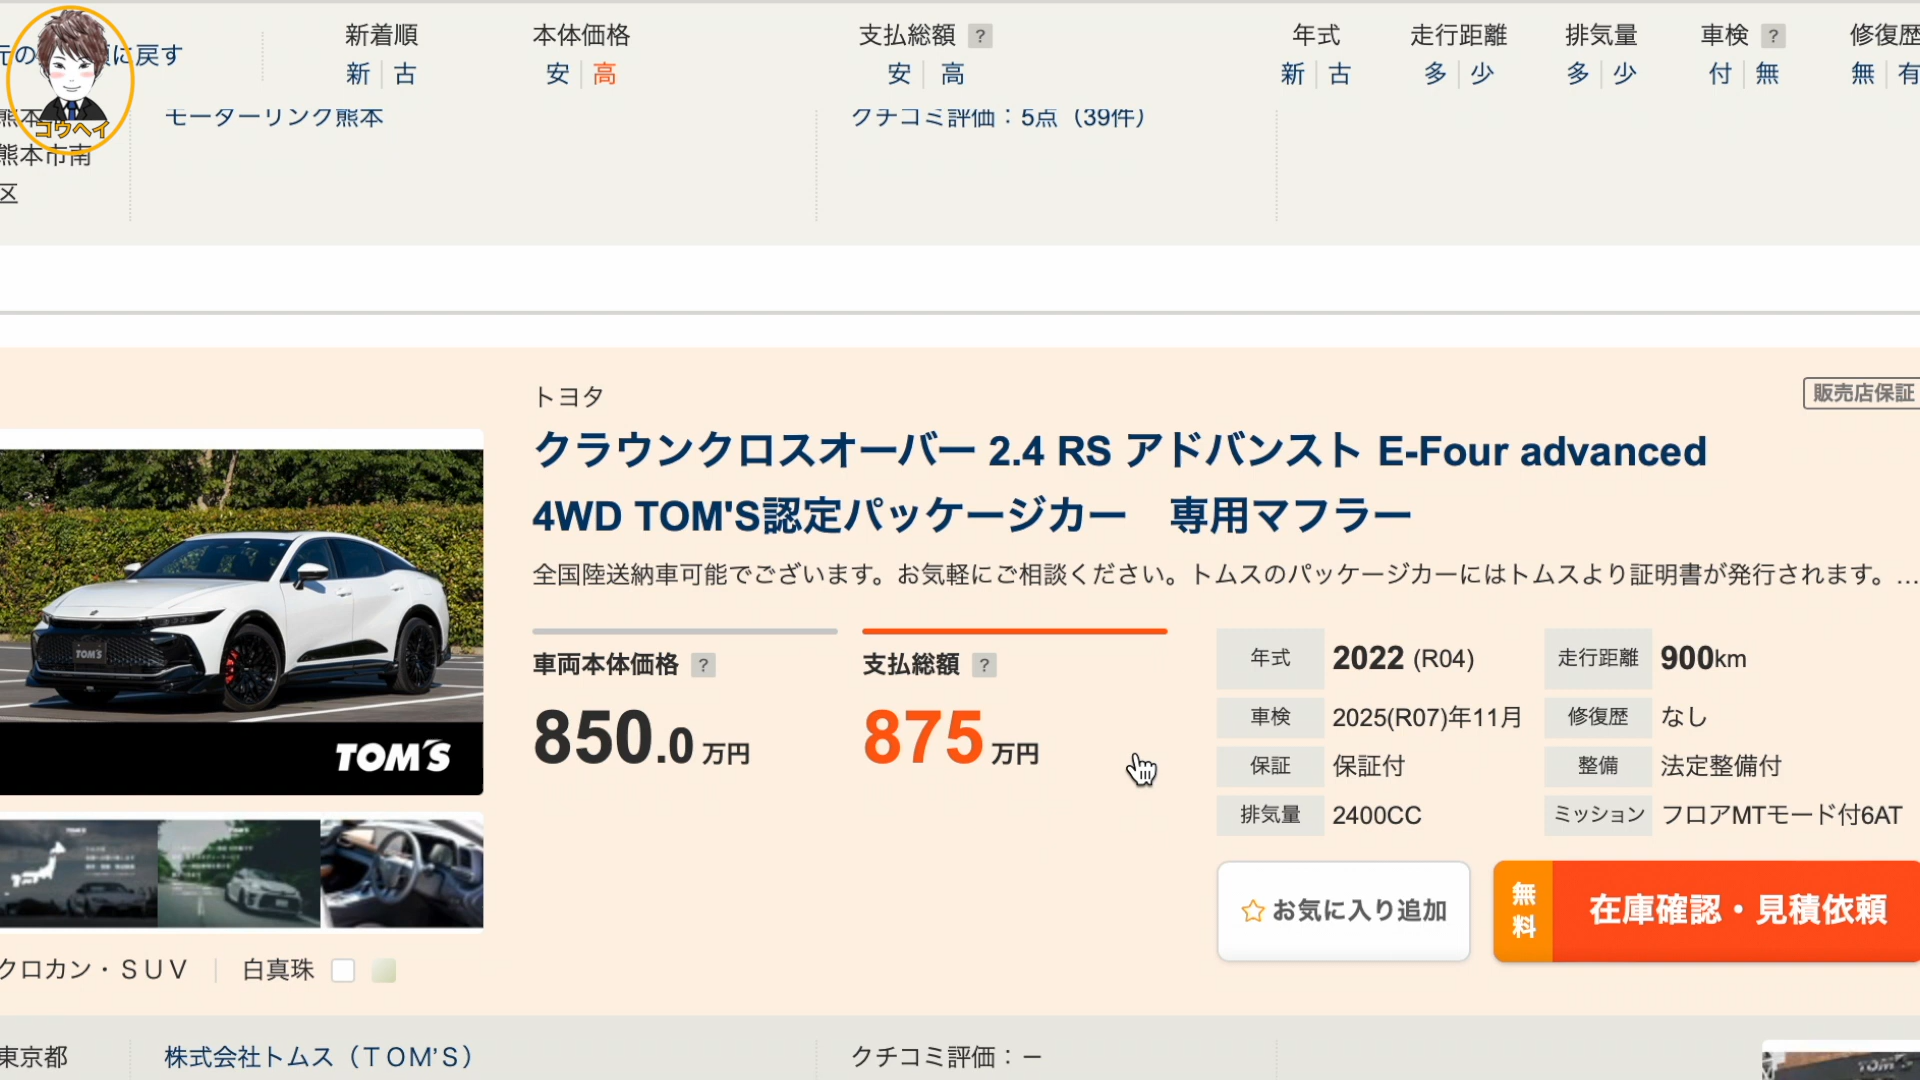 新着順 本体価格 支払総額 ? 年式 走行距離 排気量 車検 ? 修復歴
に戻す 新 古 安 高 安 高 新 古 多 少 多 少 付 無 無 有
コウヘイ
熊本 モーターリンク熊本 クチコミ評価：5点（39件）
熊本市南
区
トヨタ
販売店保証
クラウンクロスオーバー 2.4 RS アドバンスト E-Four advanced
4WD TOM'S認定パッケージカー　専用マフラー
全国陸送納車可能でございます。お気軽にご相談ください。トムスのパッケージカーにはトムスより証明書が発行されます。...
車両本体価格 ? 支払総額 ?
850.0 万円 875 万円
年式 2022 (R04) 走行距離 900km
車検 2025(R07)年11月 修復歴 なし
保証 保証付 整備 法定整備付
排気量 2400CC ミッション フロアMTモード付6AT
TOM'S
TOM'S
お気に入り追加 無料 在庫確認・見積依頼
クロカン・ＳＵＶ 白真珠
東京都 株式会社トムス（ＴＯＭ’Ｓ） クチコミ評価：ー
TOM'S